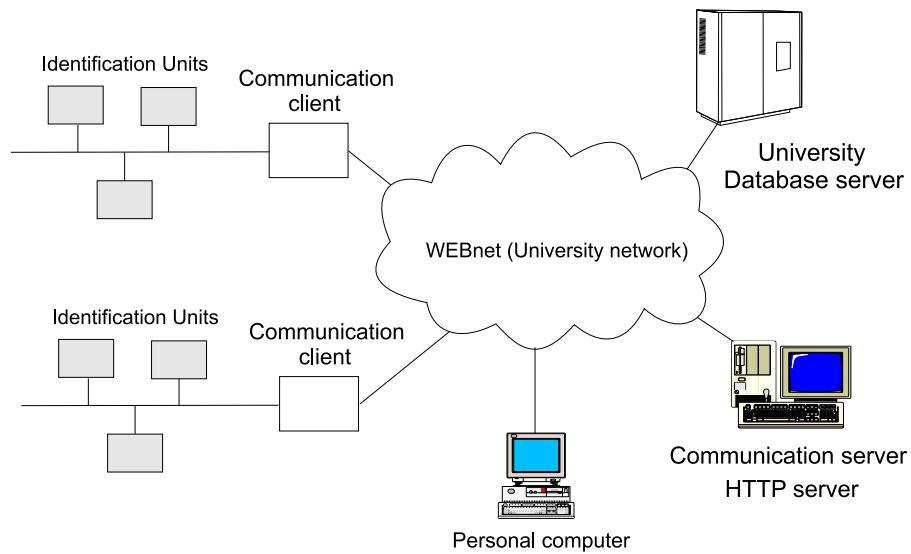 Identification Units
Communication
client
University
Database server
WEBnet (University network)
Identification Units
Communication
client
Communication server
HTTP server
Personal computer